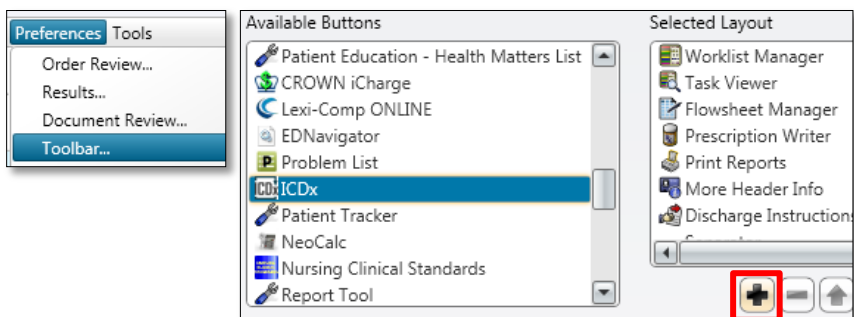 Preferences Tools
Order Review...
Results...
Document Review...
Toolbar...
Available Buttons
Patient Education - Health Matters List
CROWN iCharge
Lexi-Comp ONLINE
EDNavigator
Problem List
ICDx
Patient Tracker
NeoCalc
Nursing Clinical Standards
Report Tool
Selected Layout
Worklist Manager
Task Viewer
Flowsheet Manager
Prescription Writer
Print Reports
More Header Info
Discharge Instructions